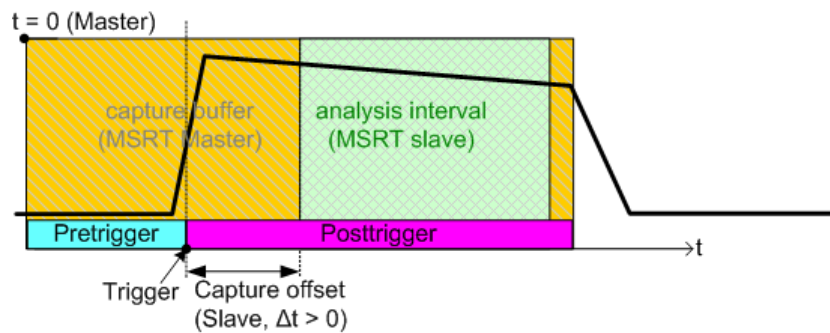 t = 0 (Master)
capture buffer
(MSRT Master)
analysis interval
(MSRT slave)
Pretrigger
Posttrigger
t
Trigger
Capture offset
(Slave, Δt > 0)